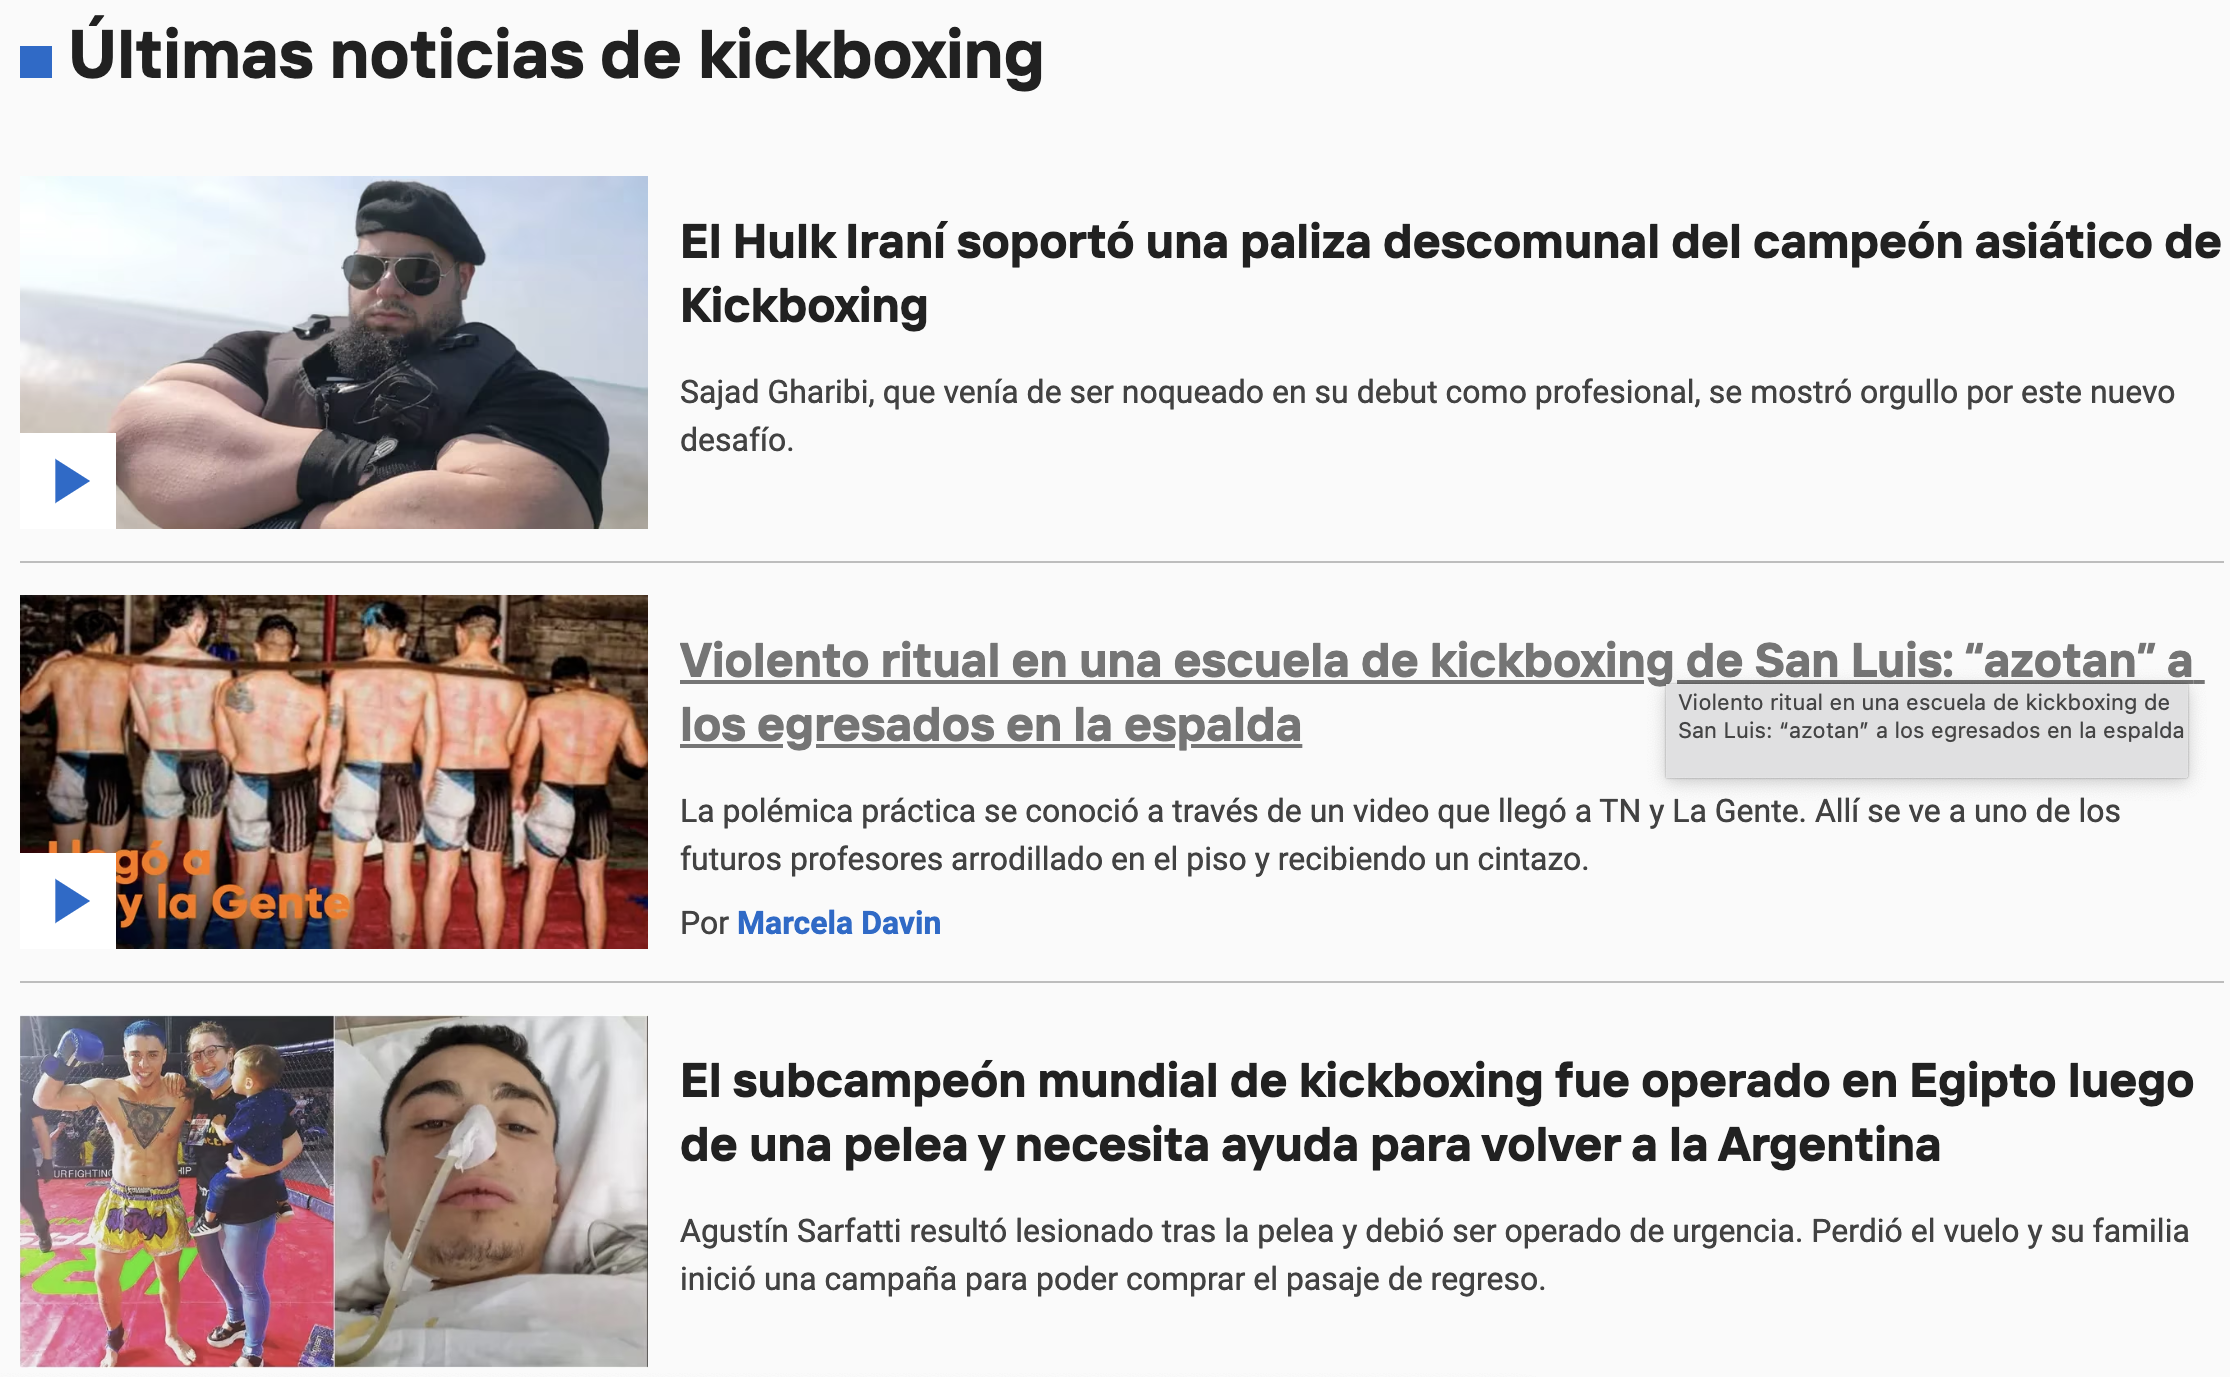 Últimas noticias de kickboxing
El Hulk Iraní soportó una paliza descomunal del campeón asiático de
Kickboxing
Sajad Gharibi, que venía de ser noqueado en su debut como profesional, se mostró orgullo por este nuevo
desafío.
Violento ritual en una escuela de kickboxing de San Luis: “azotan” a
los egresados en la espalda
Violento ritual en una escuela de kickboxing de
San Luis: “azotan” a los egresados en la espalda
La polémica práctica se conoció a través de un video que llegó a TN y La Gente. Allí se ve a uno de los
futuros profesores arrodillado en el piso y recibiendo un cintazo.
Por Marcela Davin
Llegó a
y la Gente
El subcampeón mundial de kickboxing fue operado en Egipto luego
de una pelea y necesita ayuda para volver a la Argentina
Agustín Sarfatti resultó lesionado tras la pelea y debió ser operado de urgencia. Perdió el vuelo y su familia
inició una campaña para poder comprar el pasaje de regreso.